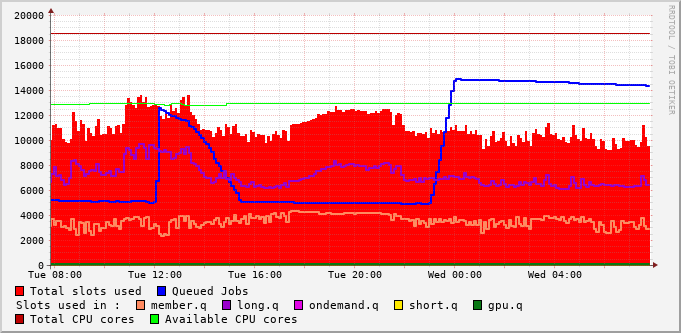 RRDTOOL / TOBI OETIKER
20000
18000
16000
14000
12000
10000
8000
6000
4000
2000
0
Tue 08:00 Tue 12:00 Tue 16:00 Tue 20:00 Wed 00:00 Wed 04:00
Total slots used Queued Jobs
Slots used in : member.q long.q ondemand.q short.q gpu.q
Total CPU cores Available CPU cores